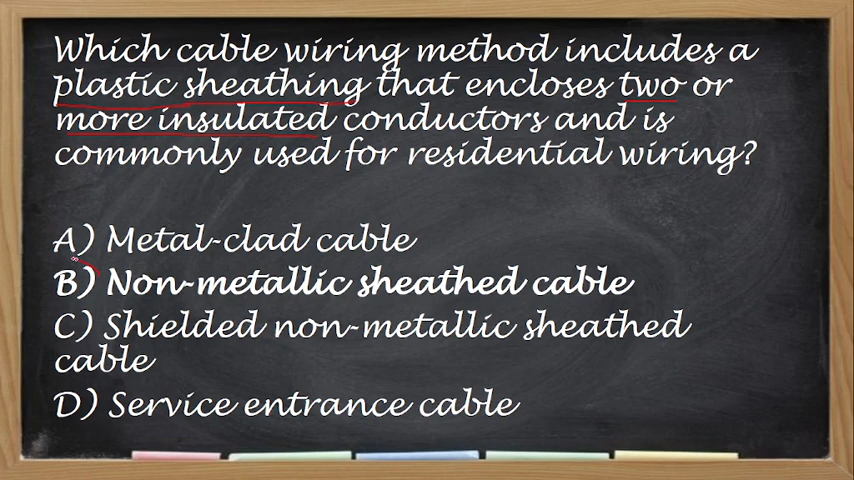 Which cable wiring method includes a
plastic sheathing that encloses two or
more insulated conductors and is
commonly used for residential wiring?
A) Metal-clad cable
B) Non-metallic sheathed cable
C) Shielded non-metallic sheathed
cable
D) Service entrance cable